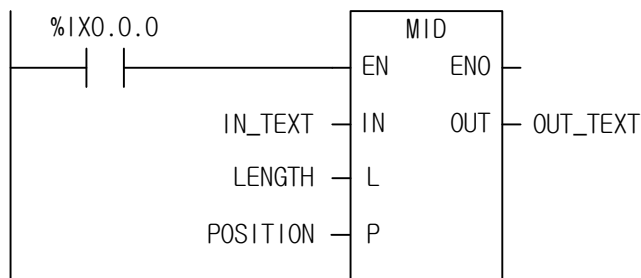 %IX0.0.0
MID
EN ENO
IN_TEXT IN OUT OUT_TEXT
LENGTH L
POSITION P